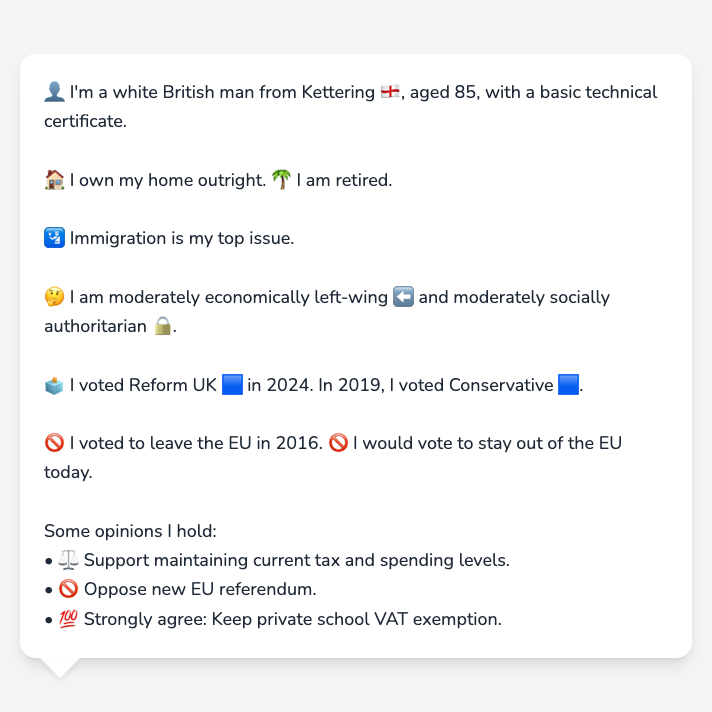 👤 I'm a white British man from Kettering 🏴󠁧󠁢󠁥󠁮󠁧󠁿, aged 85, with a basic technical
certificate.
🏠 I own my home outright. 🌴 I am retired.
🛂 Immigration is my top issue.
🤔 I am moderately economically left-wing ⬅️ and moderately socially
authoritarian 🔒.
🗳️ I voted Reform UK 🟦 in 2024. In 2019, I voted Conservative 🟦.
🚫 I voted to leave the EU in 2016. 🚫 I would vote to stay out of the EU
today.
Some opinions I hold:
• ⚖️ Support maintaining current tax and spending levels.
• 🚫 Oppose new EU referendum.
• 💯 Strongly agree: Keep private school VAT exemption.